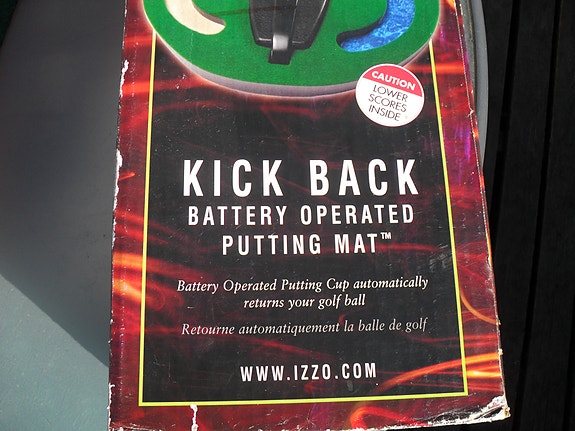 CAUTION
LOWER
SCORES
INSIDE
KICK BACK
BATTERY OPERATED
PUTTING MAT™
Battery Operated Putting Cup automatically
returns your golf ball
Retourne automatiquement la balle de golf
WWW.IZZO.COM